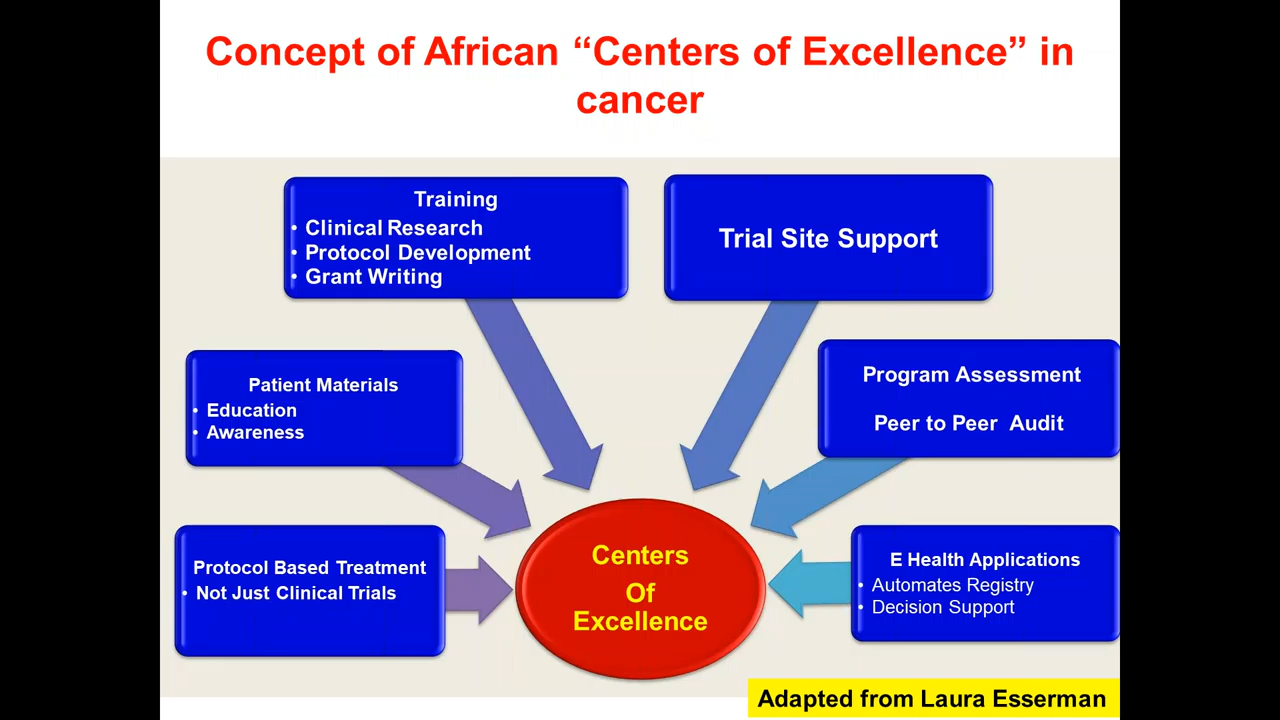 Concept of African “Centers of Excellence” in
cancer
Training
• Clinical Research
• Protocol Development
• Grant Writing
Trial Site Support
Patient Materials
• Education
• Awareness
Program Assessment
Peer to Peer Audit
Protocol Based Treatment
• Not Just Clinical Trials
Centers
Of
Excellence
E Health Applications
• Automates Registry
• Decision Support
Adapted from Laura Esserman